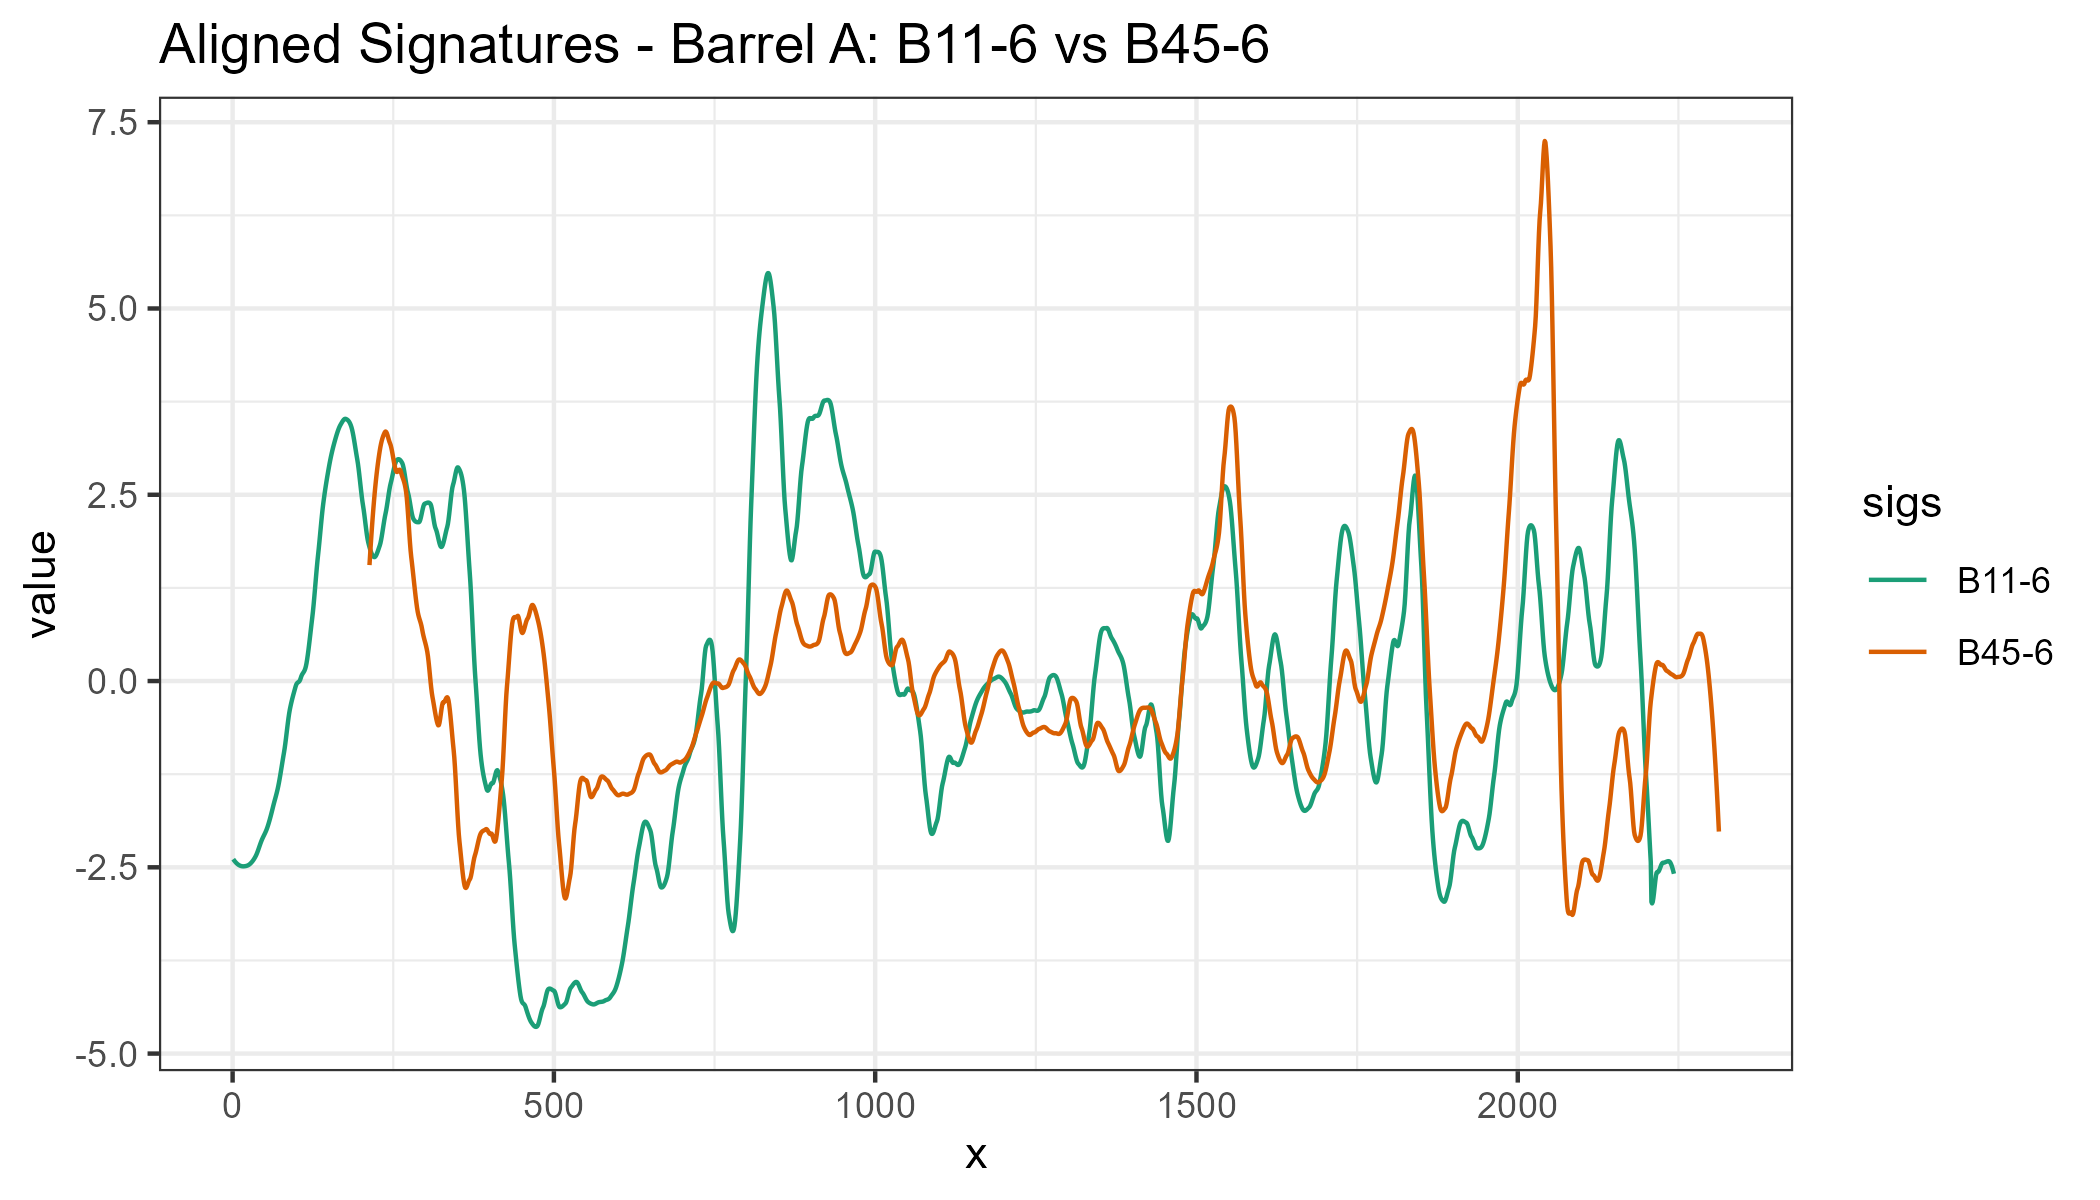 Aligned Signatures - Barrel A: B11-6 vs B45-6
7.5
5.0
2.5
0.0
-2.5
-5.0
value
0 500 1000 1500 2000
x
sigs
B11-6
B45-6